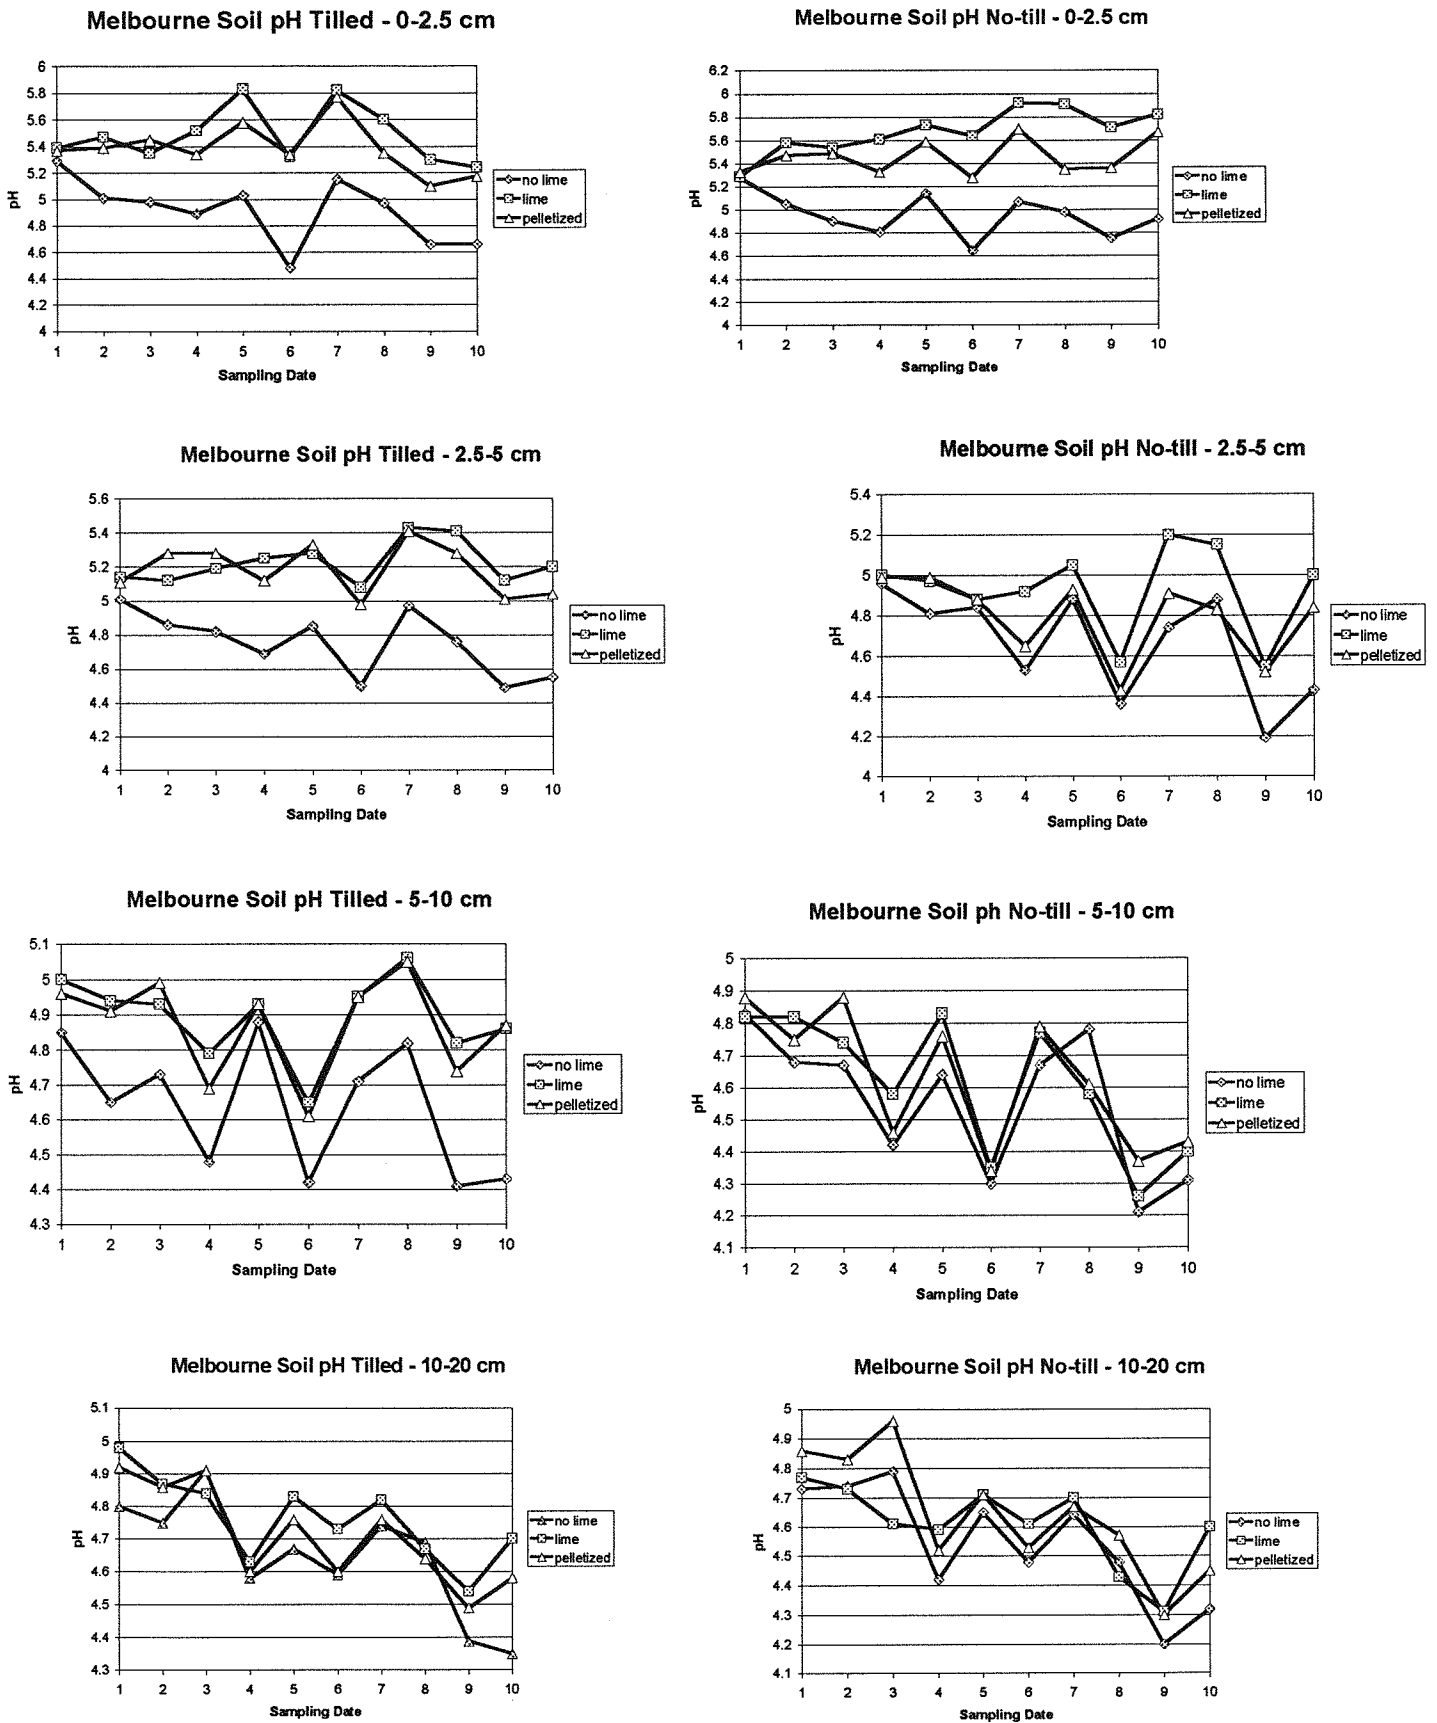 Melbourne Soil pH Tilled - 0-2.5 cm
6
5.8
5.6
5.4
5.2
5
4.8
4.6
4.4
4.2
4
pH
1 2 3 4 5 6 7 8 9 10
Sampling Date
no lime
lime
pelletized
Melbourne Soil pH No-till - 0-2.5 cm
6.2
6
5.8
5.6
5.4
5.2
5
4.8
4.6
4.4
4.2
4
pH
1 2 3 4 5 6 7 8 9 10
Sampling Date
no lime
lime
pelletized
Melbourne Soil pH Tilled - 2.5-5 cm
5.6
5.4
5.2
5
4.8
4.6
4.4
4.2
4
pH
1 2 3 4 5 6 7 8 9 10
Sampling Date
no lime
lime
pelletized
Melbourne Soil pH No-till - 2.5-5 cm
5.4
5.2
5
4.8
4.6
4.4
4.2
4
pH
1 2 3 4 5 6 7 8 9 10
Sampling Date
no lime
lime
pelletized
Melbourne Soil pH Tilled - 5-10 cm
5.1
5
4.9
4.8
4.7
4.6
4.5
4.4
4.3
pH
1 2 3 4 5 6 7 8 9 10
Sampling Date
no lime
lime
pelletized
Melbourne Soil ph No-till - 5-10 cm
5
4.9
4.8
4.7
4.6
4.5
4.4
4.3
4.2
4.1
pH
1 2 3 4 5 6 7 8 9 10
Sampling Date
no lime
lime
pelletized
Melbourne Soil pH Tilled - 10-20 cm
5.1
5
4.9
4.8
4.7
4.6
4.5
4.4
4.3
pH
1 2 3 4 5 6 7 8 9 10
Sampling Date
no lime
lime
pelletized
Melbourne Soil pH No-till - 10-20 cm
5
4.9
4.8
4.7
4.6
4.5
4.4
4.3
4.2
4.1
pH
1 2 3 4 5 6 7 8 9 10
Sampling Date
no lime
lime
pelletized